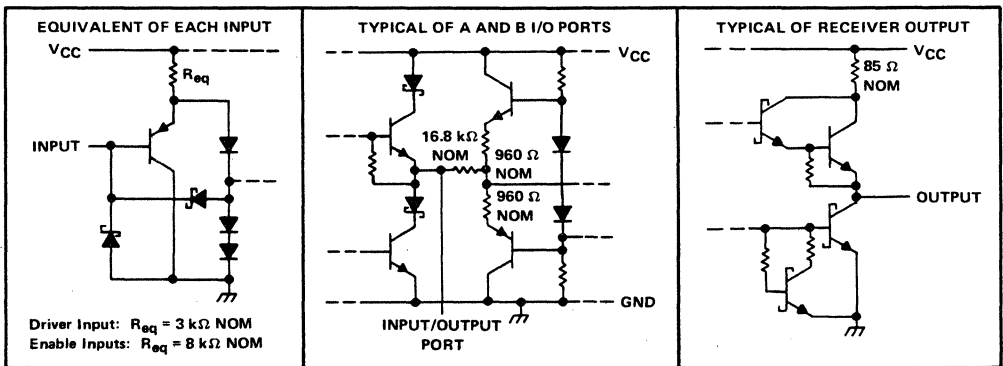 EQUIVALENT OF EACH INPUT
VCC
Req
INPUT
Driver Input: Req = 3 kΩ NOM
Enable Inputs: Req = 8 kΩ NOM
TYPICAL OF A AND B I/O PORTS
VCC
16.8 kΩ
NOM
960 Ω
NOM
960 Ω
NOM
GND
INPUT/OUTPUT
PORT
TYPICAL OF RECEIVER OUTPUT
VCC
85 Ω
NOM
OUTPUT